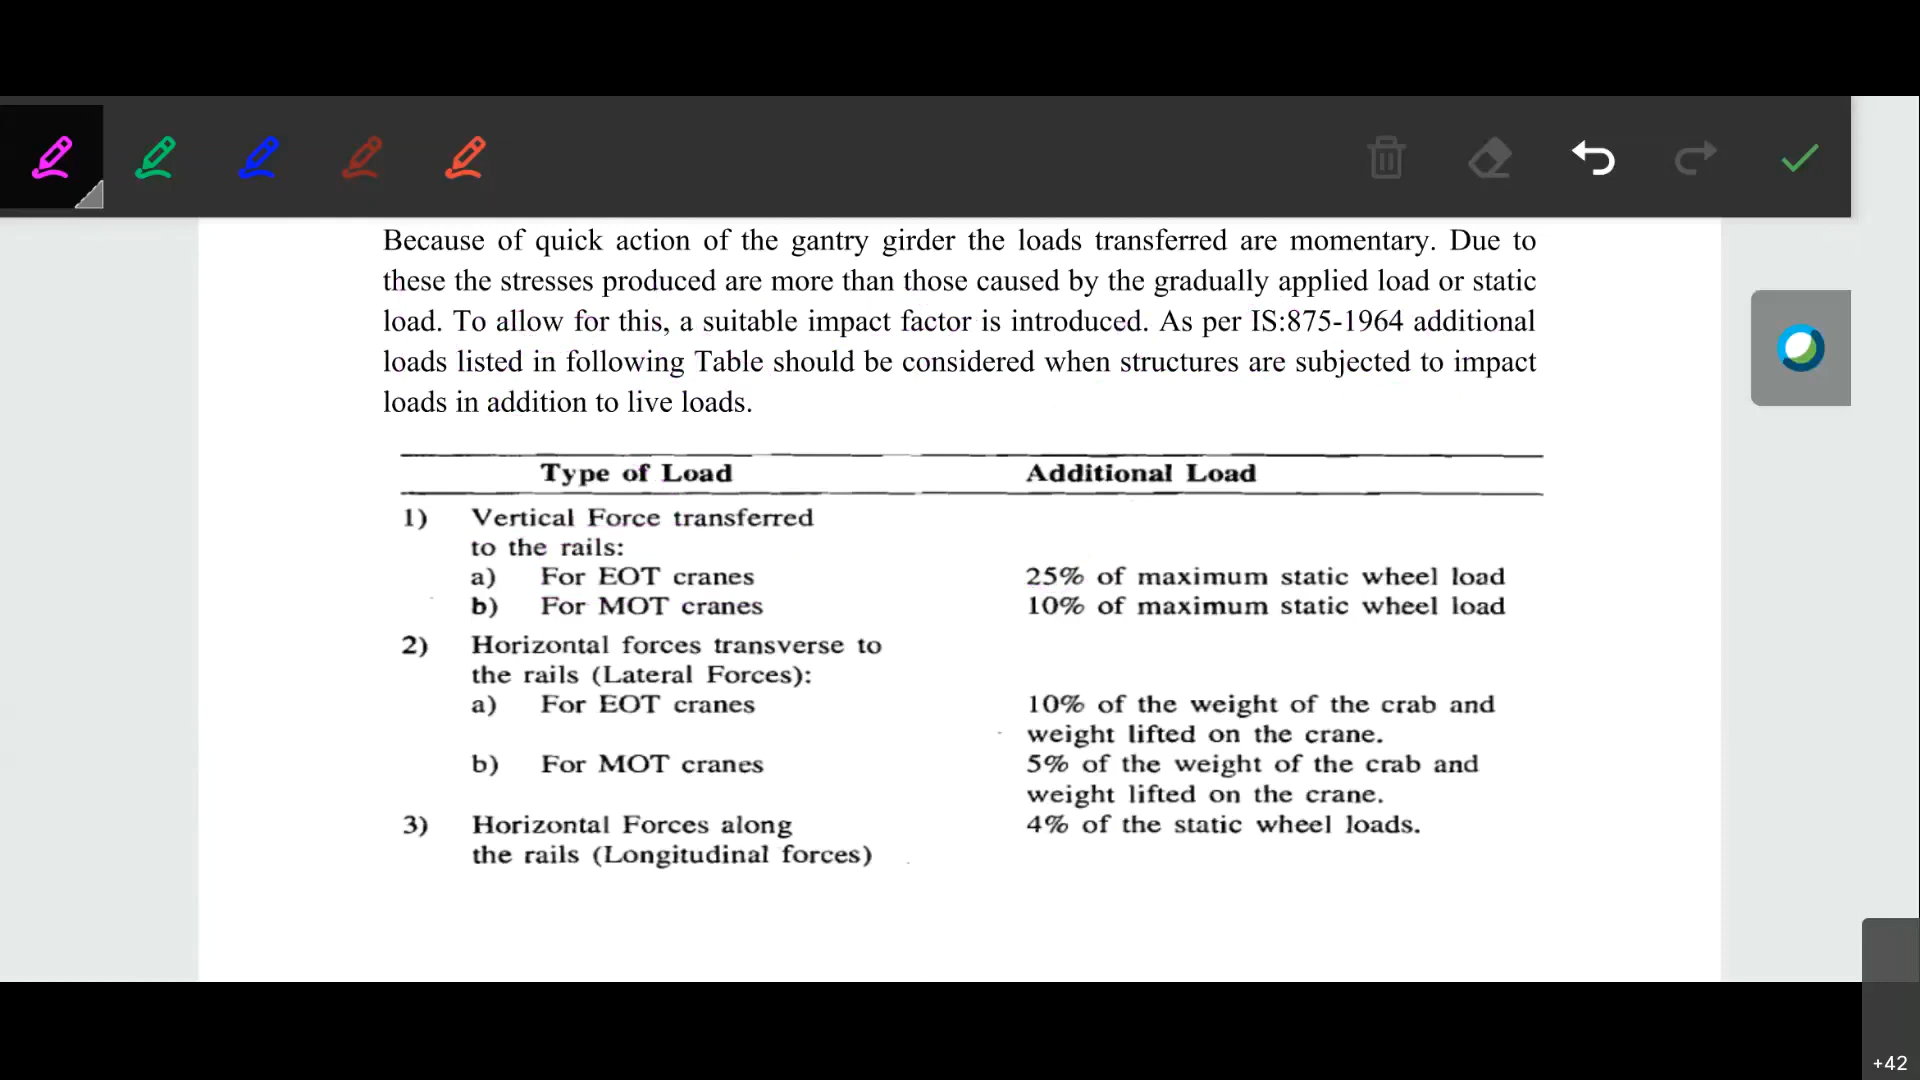 Because of quick action of the gantry girder the loads transferred are momentary. Due to
these the stresses produced are more than those caused by the gradually applied load or static
load. To allow for this, a suitable impact factor is introduced. As per IS:875-1964 additional
loads listed in following Table should be considered when structures are subjected to impact
loads in addition to live loads.
Type of Load Additional Load
1) Vertical Force transferred
to the rails:
a) For EOT cranes 25% of maximum static wheel load
b) For MOT cranes 10% of maximum static wheel load
2) Horizontal forces transverse to
the rails (Lateral Forces):
a) For EOT cranes 10% of the weight of the crab and
weight lifted on the crane.
b) For MOT cranes 5% of the weight of the crab and
weight lifted on the crane.
3) Horizontal Forces along 4% of the static wheel loads.
the rails (Longitudinal forces)
+42